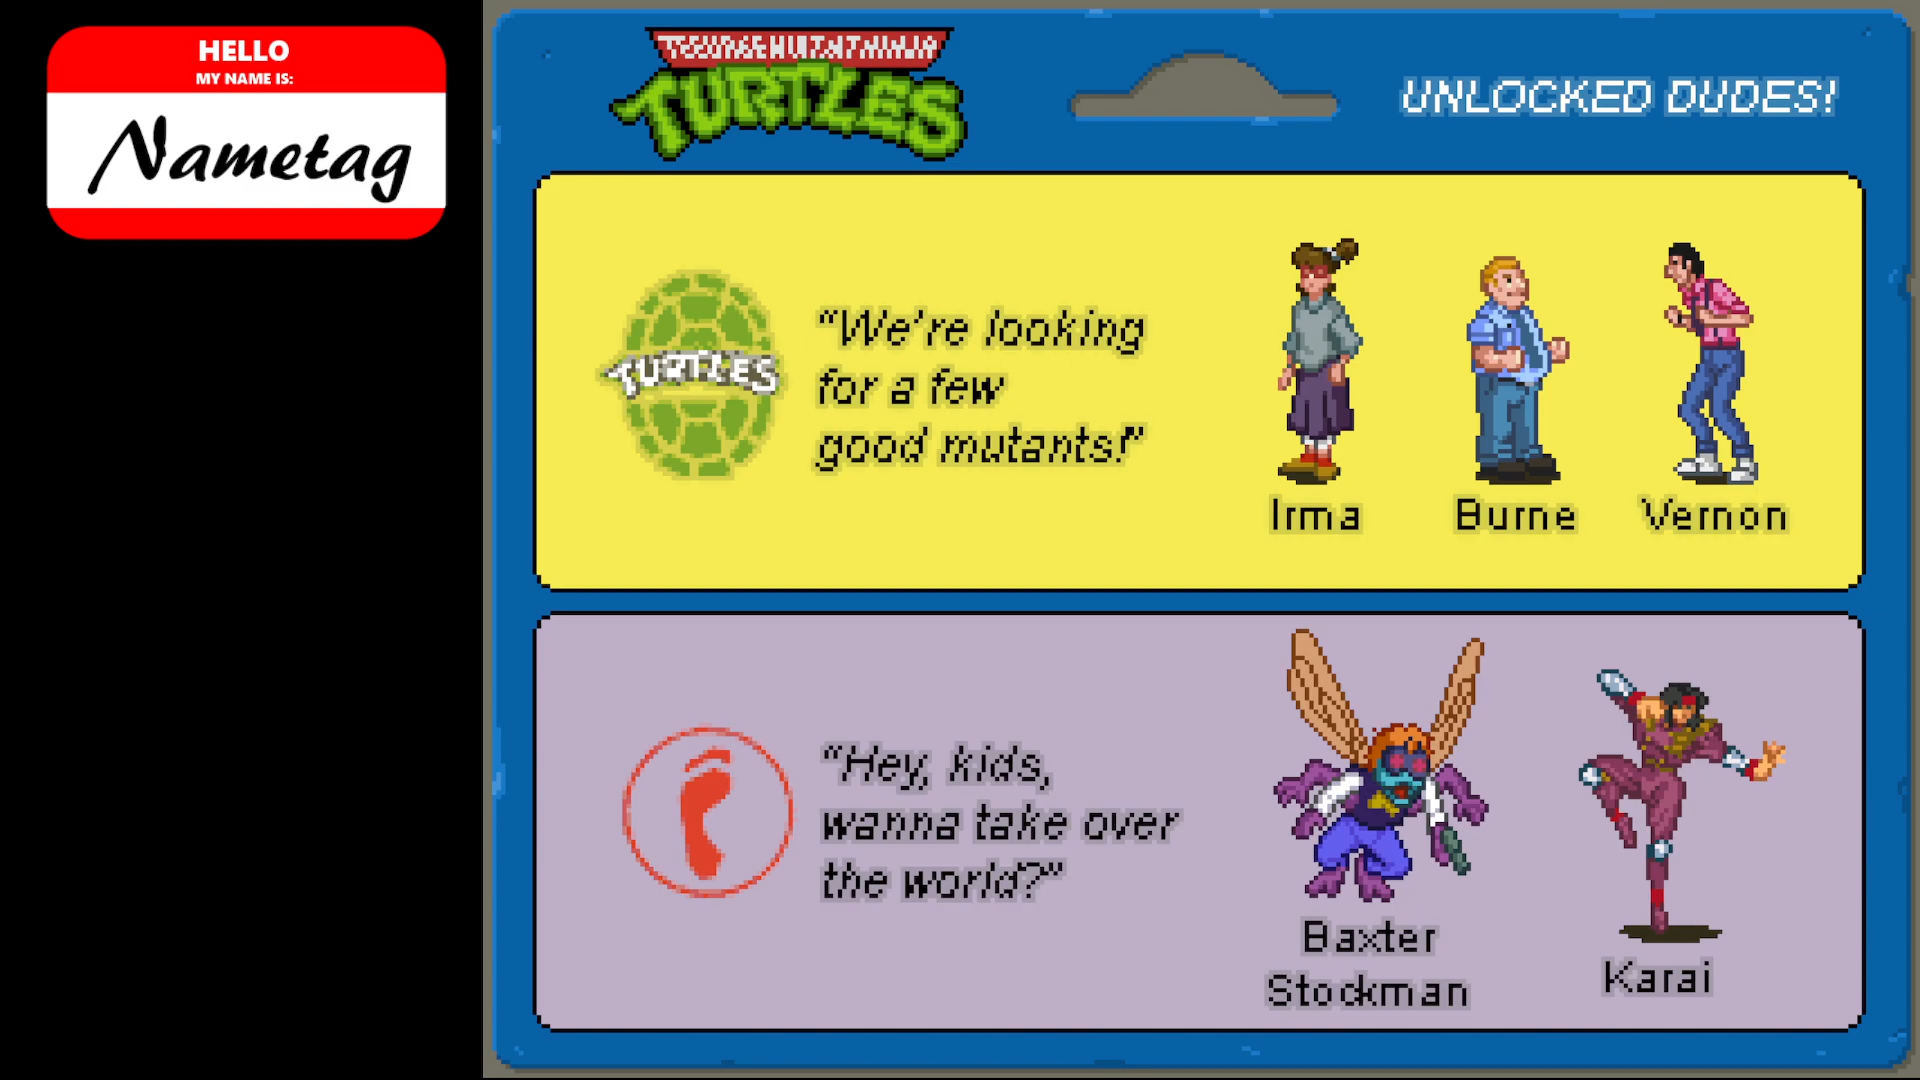 HELLO
MY NAME IS:
Nametag
TEENAGE MUTANT NINJA
TURTLES
UNLOCKED DUDES!
TURTLES
"We're looking
for a few
good mutants!"
Irma
Burne
Vernon
"Hey, kids,
wanna take over
the world?"
Baxter
Stockman
Karai